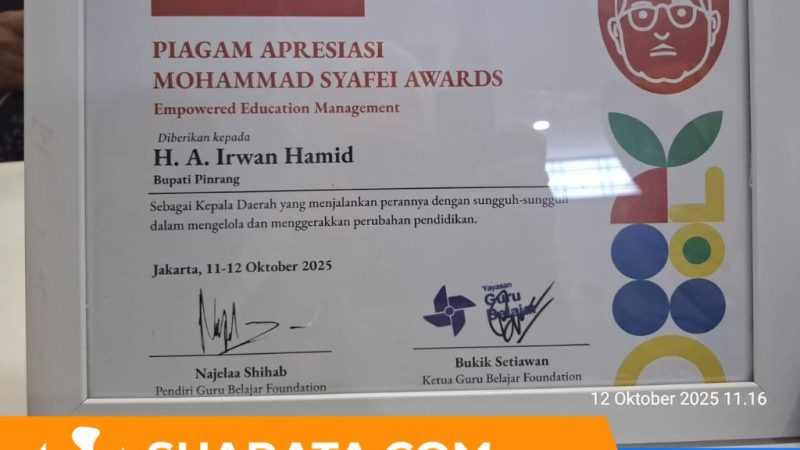 PIAGAM APRESIASI
MOHAMMAD SYAFEI AWARDS
Empowered Education Management
Diberikan kepada
H. A. Irwan Hamid
Bupati Pinrang
Sebagai Kepala Daerah yang menjalankan perannya dengan sungguh-sungguh
dalam mengelola dan menggerakkan perubahan pendidikan.
Jakarta, 11-12 Oktober 2025
Yayasan
Guru
Belajar
Najelaa Shihab
Pendiri Guru Belajar Foundation
Bukik Setiawan
Ketua Guru Belajar Foundation
12 Oktober 2025 11.16